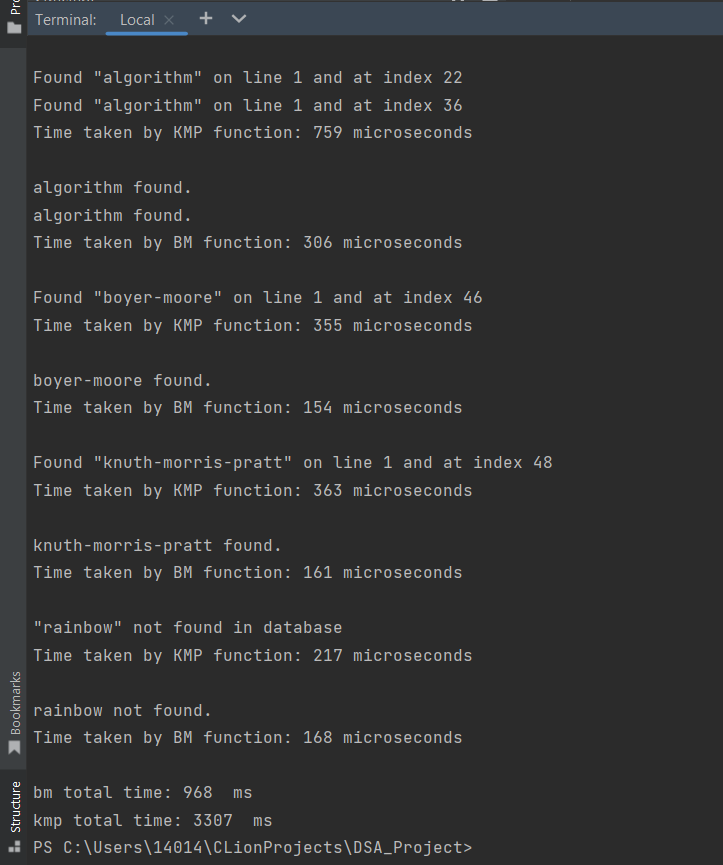 Terminal: Local × + 
Found "algorithm" on line 1 and at index 22
Found "algorithm" on line 1 and at index 36
Time taken by KMP function: 759 microseconds
algorithm found.
algorithm found.
Time taken by BM function: 306 microseconds
Found "boyer-moore" on line 1 and at index 46
Time taken by KMP function: 355 microseconds
boyer-moore found.
Time taken by BM function: 154 microseconds
Found "knuth-morris-pratt" on line 1 and at index 48
Time taken by KMP function: 363 microseconds
knuth-morris-pratt found.
Time taken by BM function: 161 microseconds
"rainbow" not found in database
Time taken by KMP function: 217 microseconds
rainbow not found.
Time taken by BM function: 168 microseconds
bm total time: 968  ms
kmp total time: 3307  ms
PS C:\Users\14014\CLionProjects\DSA_Project>
Bookmarks
Structure